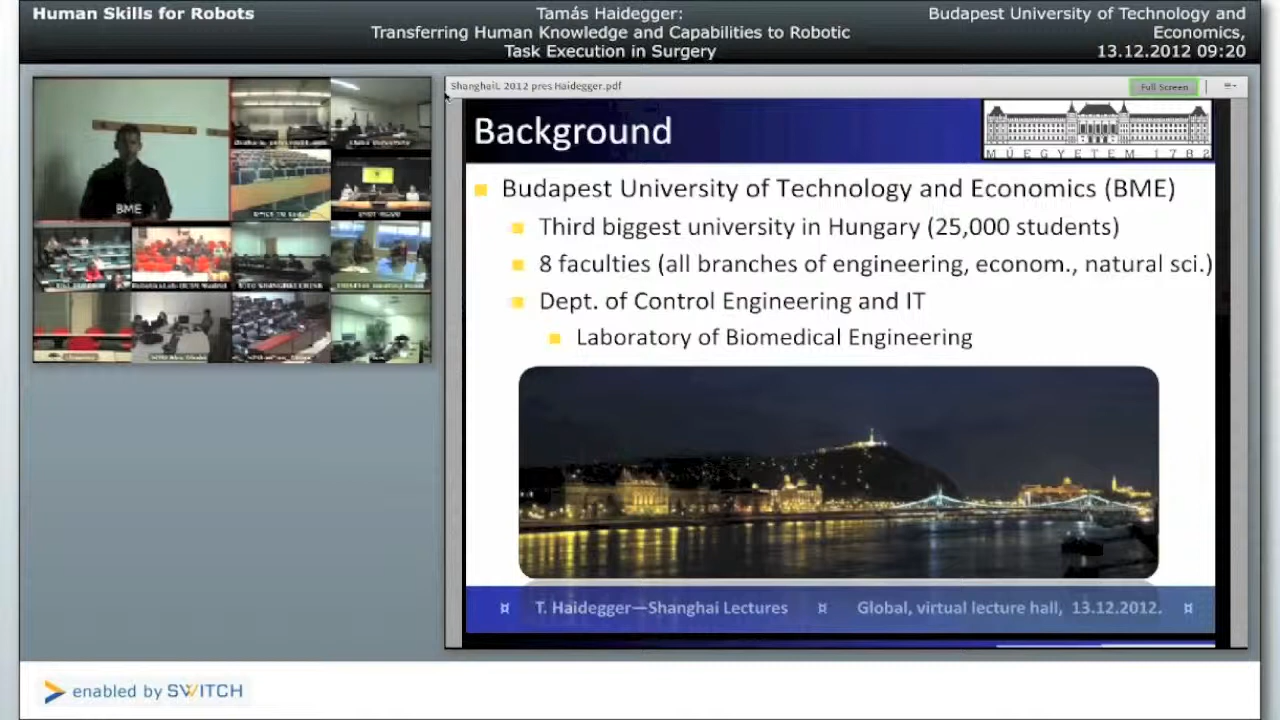 Human Skills for Robots
Tamás Haidegger:
Transferring Human Knowledge and Capabilities to Robotic
Task Execution in Surgery
Budapest University of Technology and
Economics,
13.12.2012 09:20
ShanghaiL 2012 pres Haidegger.pdf
Full Screen
BME
Background
MŰEGYETEM 1782
Budapest University of Technology and Economics (BME)
Third biggest university in Hungary (25,000 students)
8 faculties (all branches of engineering, econom., natural sci.)
Dept. of Control Engineering and IT
Laboratory of Biomedical Engineering
¤ T. Haidegger—Shanghai Lectures ¤ Global, virtual lecture hall, 13.12.2012. ¤
enabled by SWITCH